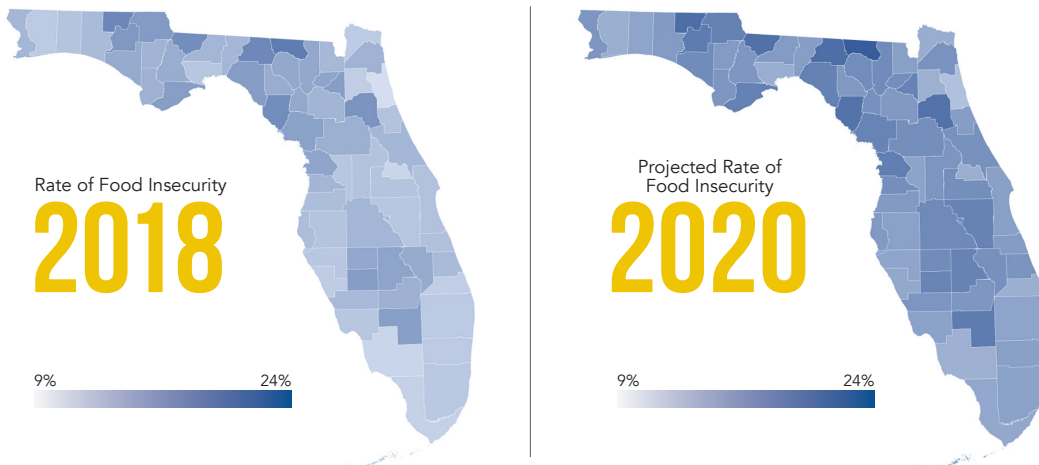 Rate of Food Insecurity
2018
9% 24%
Projected Rate of
Food Insecurity
2020
9% 24%